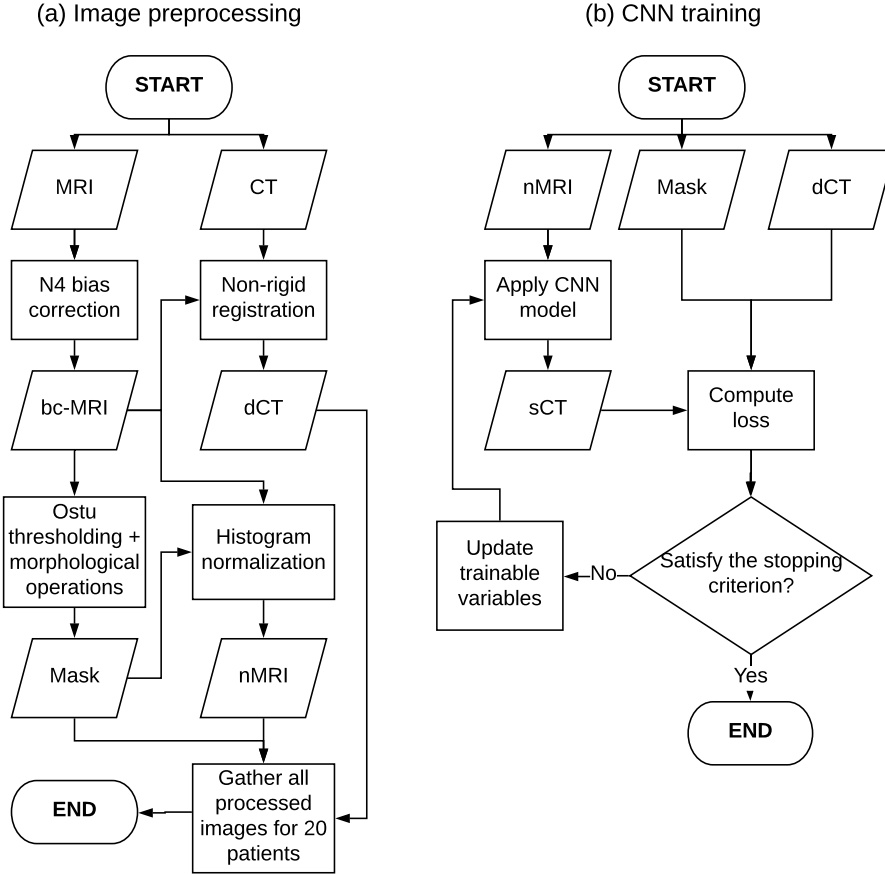 (a) Image preprocessing
START
MRI
CT
N4 bias
correction
Non-rigid
registration
bc-MRI
dCT
Ostu
thresholding +
morphological
operations
Histogram
normalization
Mask
nMRI
Gather all
processed
images for 20
patients
END
(b) CNN training
START
nMRI
Mask
dCT
Apply CNN
model
sCT
Compute
loss
Update
trainable
variables
No
Satisfy the stopping
criterion?
Yes
END